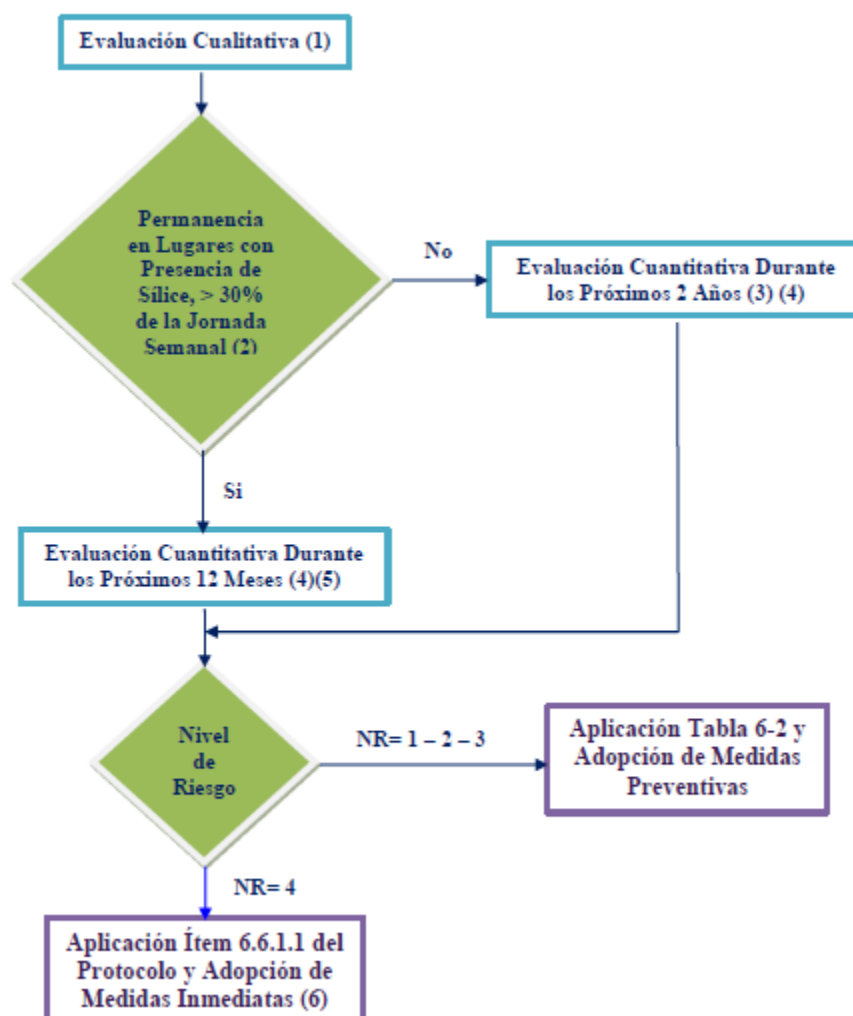 Evaluación Cualitativa (1)
Permanencia
en Lugares con
Presencia de
Sílice, > 30%
de la Jornada
Semanal (2)
No
Evaluación Cuantitativa Durante
los Próximos 2 Años (3) (4)
Si
Evaluación Cuantitativa Durante
los Próximos 12 Meses (4)(5)
Nivel
de
Riesgo
NR= 1 – 2 – 3
Aplicación Tabla 6-2 y
Adopción de Medidas
Preventivas
NR= 4
Aplicación Ítem 6.6.1.1 del
Protocolo y Adopción de
Medidas Inmediatas (6)